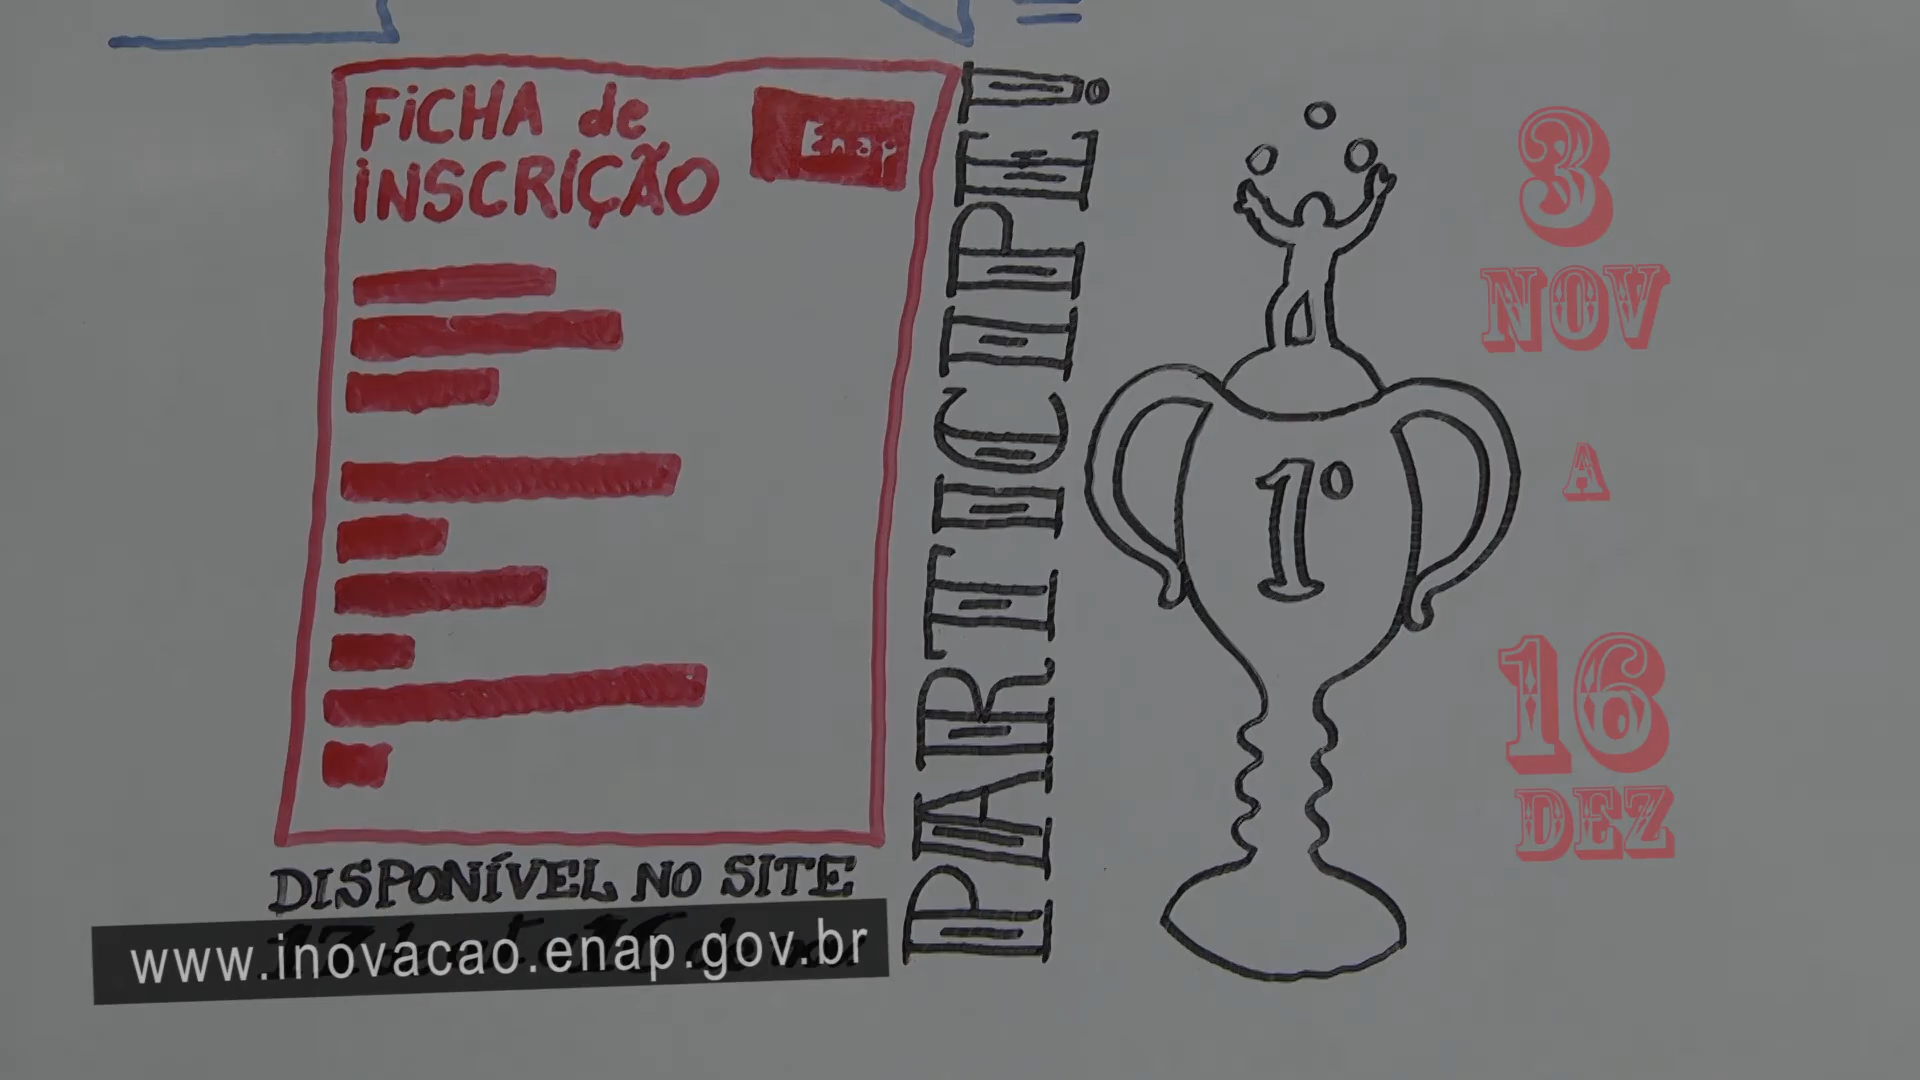 FiCHA de
iNSCRIÇÃO
Enap
DISPONÍVEL NO SITE
www.inovacao.enap.gov.br
PARTICIPE!
1º
3
NOV
A
16
DEZ